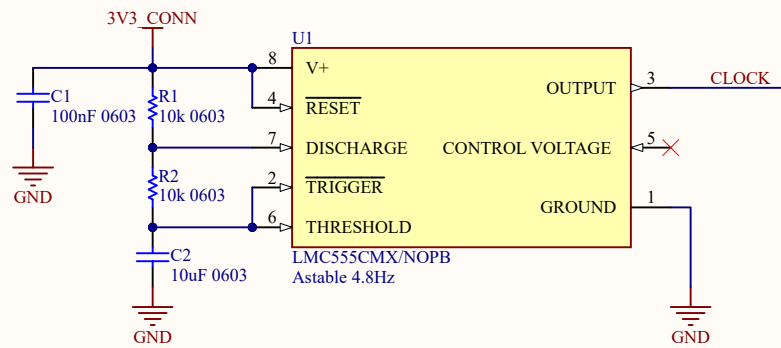 3V3_CONN
U1
8 V+
4 RESET
7 DISCHARGE
2 TRIGGER
6 THRESHOLD
OUTPUT 3
CONTROL VOLTAGE 5
GROUND 1
CLOCK
C1
100nF 0603
R1
10k 0603
R2
10k 0603
C2
10uF 0603
GND
GND
GND
LMC555CMX/NOPB
Astable 4.8Hz